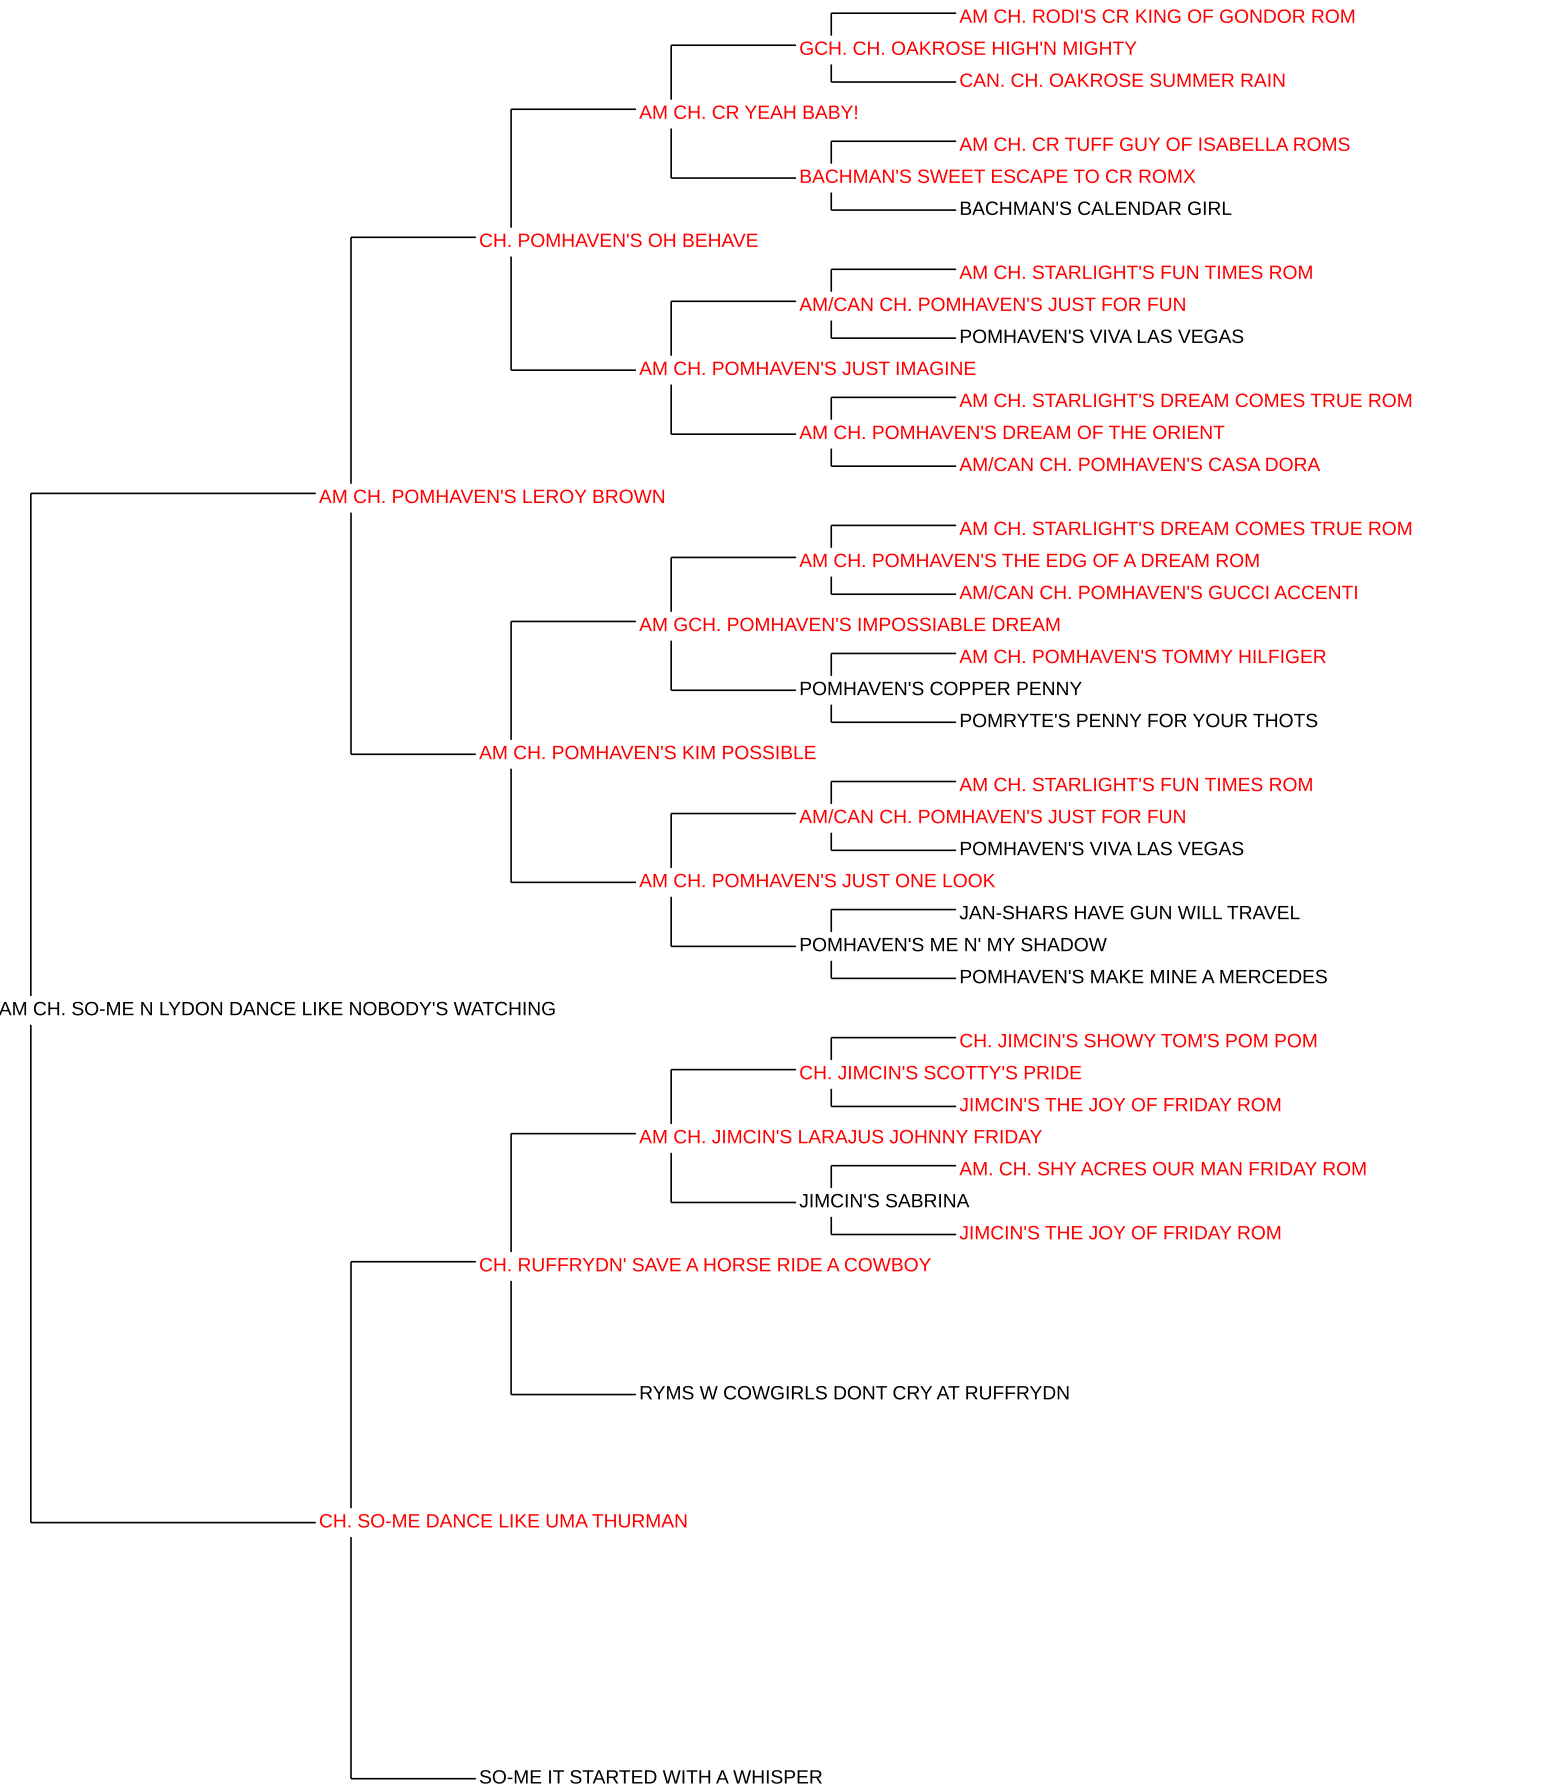 AM CH. RODI'S CR KING OF GONDOR ROM
GCH. CH. OAKROSE HIGH'N MIGHTY
CAN. CH. OAKROSE SUMMER RAIN
AM CH. CR YEAH BABY!
AM CH. CR TUFF GUY OF ISABELLA ROMS
BACHMAN'S SWEET ESCAPE TO CR ROMX
BACHMAN'S CALENDAR GIRL
CH. POMHAVEN'S OH BEHAVE
AM CH. STARLIGHT'S FUN TIMES ROM
AM/CAN CH. POMHAVEN'S JUST FOR FUN
POMHAVEN'S VIVA LAS VEGAS
AM CH. POMHAVEN'S JUST IMAGINE
AM CH. STARLIGHT'S DREAM COMES TRUE ROM
AM CH. POMHAVEN'S DREAM OF THE ORIENT
AM/CAN CH. POMHAVEN'S CASA DORA
AM CH. POMHAVEN'S LEROY BROWN
AM CH. STARLIGHT'S DREAM COMES TRUE ROM
AM CH. POMHAVEN'S THE EDG OF A DREAM ROM
AM/CAN CH. POMHAVEN'S GUCCI ACCENTI
AM GCH. POMHAVEN'S IMPOSSIABLE DREAM
AM CH. POMHAVEN'S TOMMY HILFIGER
POMHAVEN'S COPPER PENNY
POMRYTE'S PENNY FOR YOUR THOTS
AM CH. POMHAVEN'S KIM POSSIBLE
AM CH. STARLIGHT'S FUN TIMES ROM
AM/CAN CH. POMHAVEN'S JUST FOR FUN
POMHAVEN'S VIVA LAS VEGAS
AM CH. POMHAVEN'S JUST ONE LOOK
JAN-SHARS HAVE GUN WILL TRAVEL
POMHAVEN'S ME N' MY SHADOW
POMHAVEN'S MAKE MINE A MERCEDES
AM CH. SO-ME N LYDON DANCE LIKE NOBODY'S WATCHING
CH. JIMCIN'S SHOWY TOM'S POM POM
CH. JIMCIN'S SCOTTY'S PRIDE
JIMCIN'S THE JOY OF FRIDAY ROM
AM CH. JIMCIN'S LARAJUS JOHNNY FRIDAY
AM. CH. SHY ACRES OUR MAN FRIDAY ROM
JIMCIN'S SABRINA
JIMCIN'S THE JOY OF FRIDAY ROM
CH. RUFFRYDN' SAVE A HORSE RIDE A COWBOY
RYMS W COWGIRLS DONT CRY AT RUFFRYDN
CH. SO-ME DANCE LIKE UMA THURMAN
SO-ME IT STARTED WITH A WHISPER